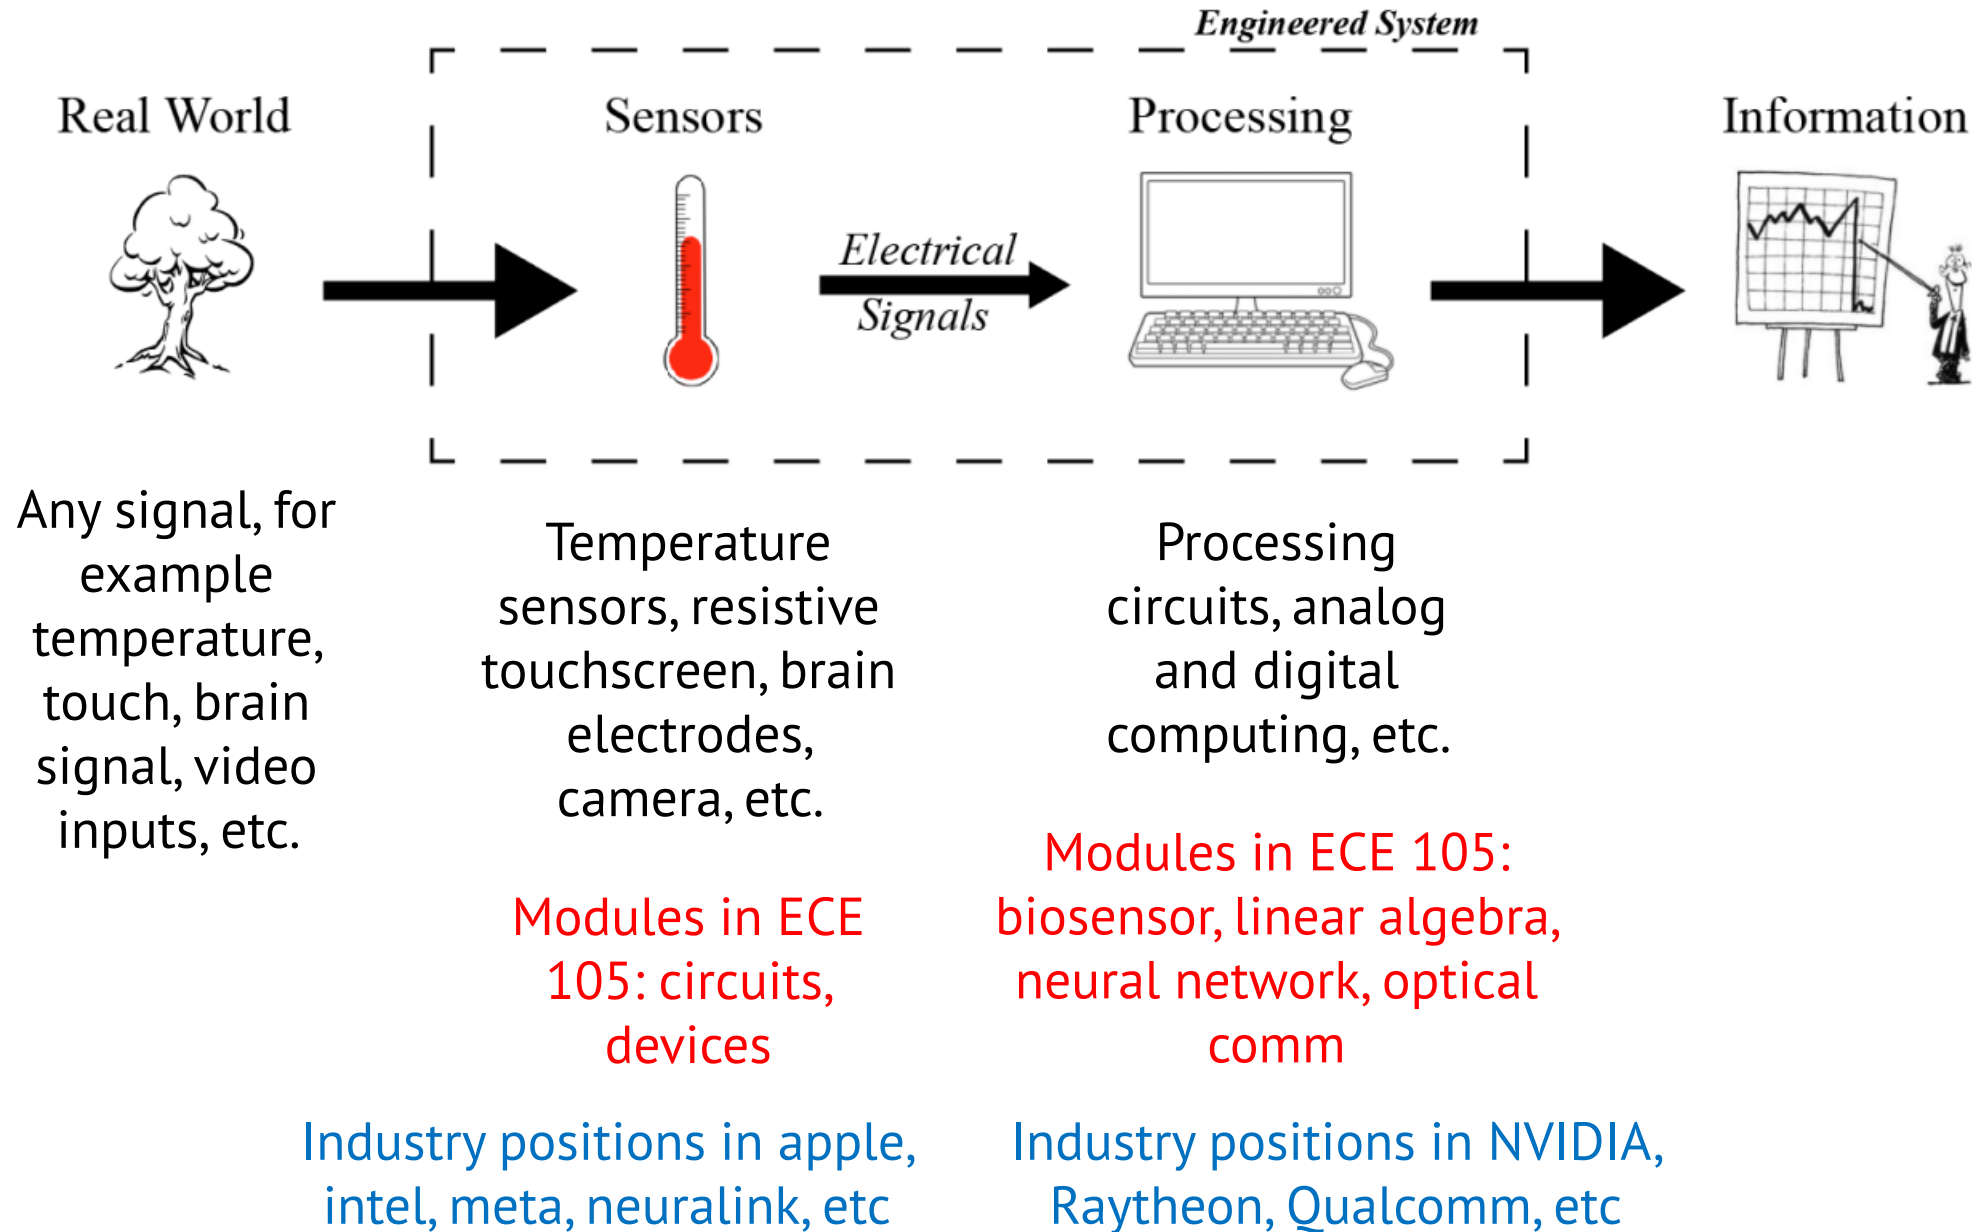 Engineered System
Real World
Sensors
Processing
Information
Electrical
Signals
Any signal, for
example
temperature,
touch, brain
signal, video
inputs, etc.
Temperature
sensors, resistive
touchscreen, brain
electrodes,
camera, etc.
Modules in ECE
105: circuits,
devices
Processing
circuits, analog
and digital
computing, etc.
Modules in ECE 105:
biosensor, linear algebra,
neural network, optical
comm
Industry positions in apple,
intel, meta, neuralink, etc
Industry positions in NVIDIA,
Raytheon, Qualcomm, etc